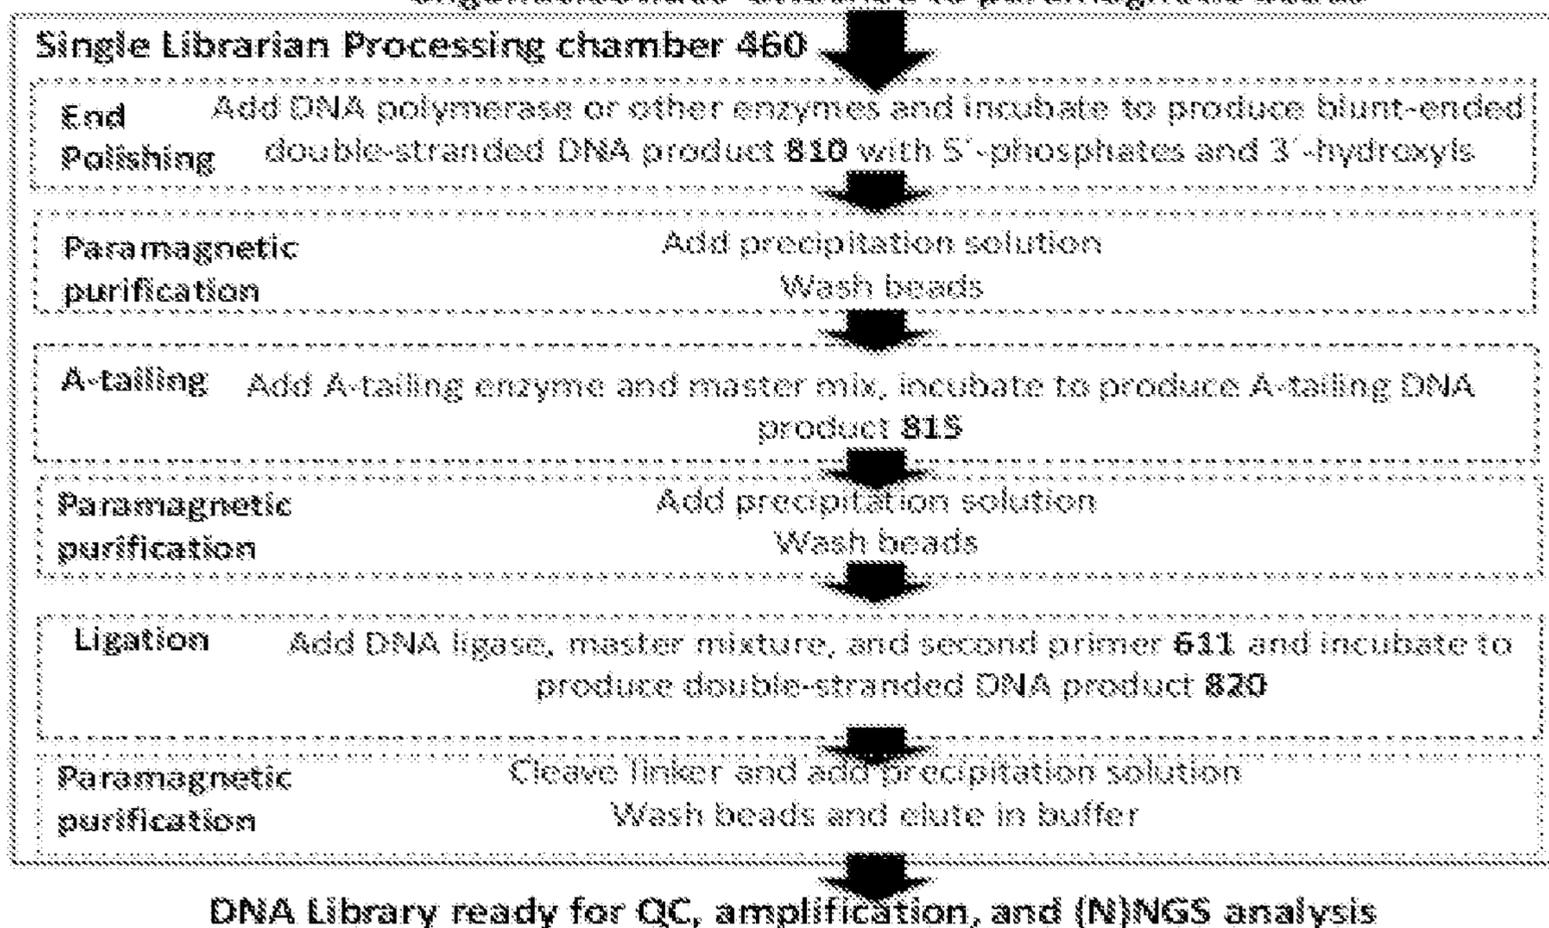 to paramagnetic beads
Single Librarian Processing chamber 460
End Polishing
Add DNA polymerase or other enzymes and incubate to produce blunt-ended
double-stranded DNA product 810 with 5´-phosphates and 3´-hydroxyls
Paramagnetic
purification
Add precipitation solution
Wash beads
A-tailing
Add A-tailing enzyme and master mix, incubate to produce A-tailing DNA
product 815
Paramagnetic
purification
Add precipitation solution
Wash beads
Ligation
Add DNA ligase, master mixture, and second primer 611 and incubate to
produce double-stranded DNA product 820
Paramagnetic
purification
Cleave linker and add precipitation solution
Wash beads and elute in buffer
DNA Library ready for QC, amplification, and (N)NGS analysis